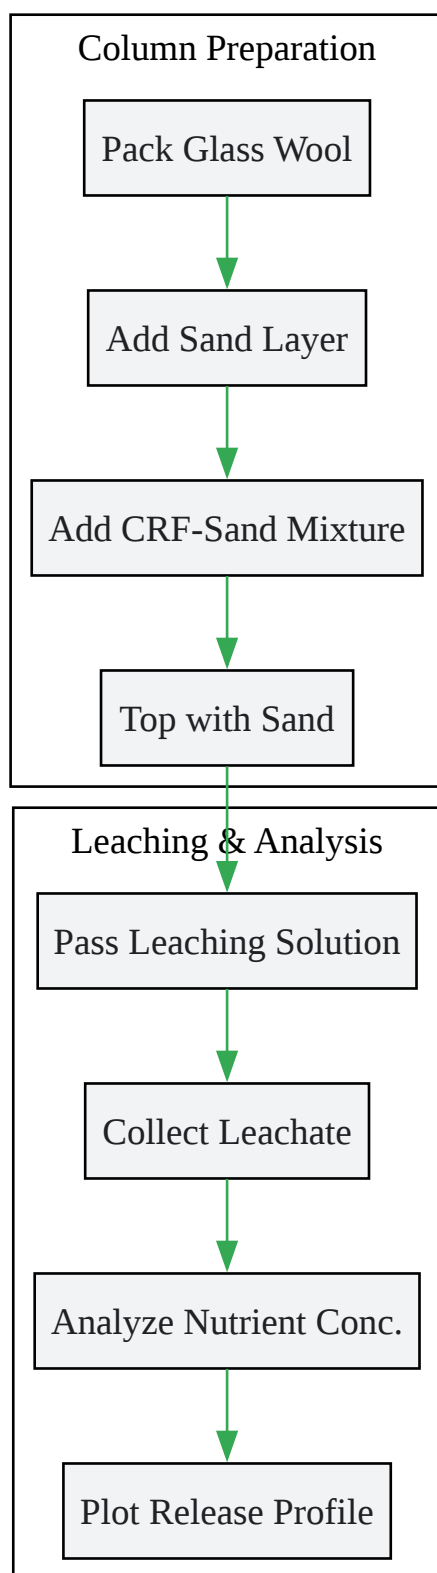 Column Preparation
Pack Glass Wool
Add Sand Layer
Add CRF-Sand Mixture
Top with Sand
Leaching & Analysis
Pass Leaching Solution
Collect Leachate
Analyze Nutrient Conc.
Plot Release Profile